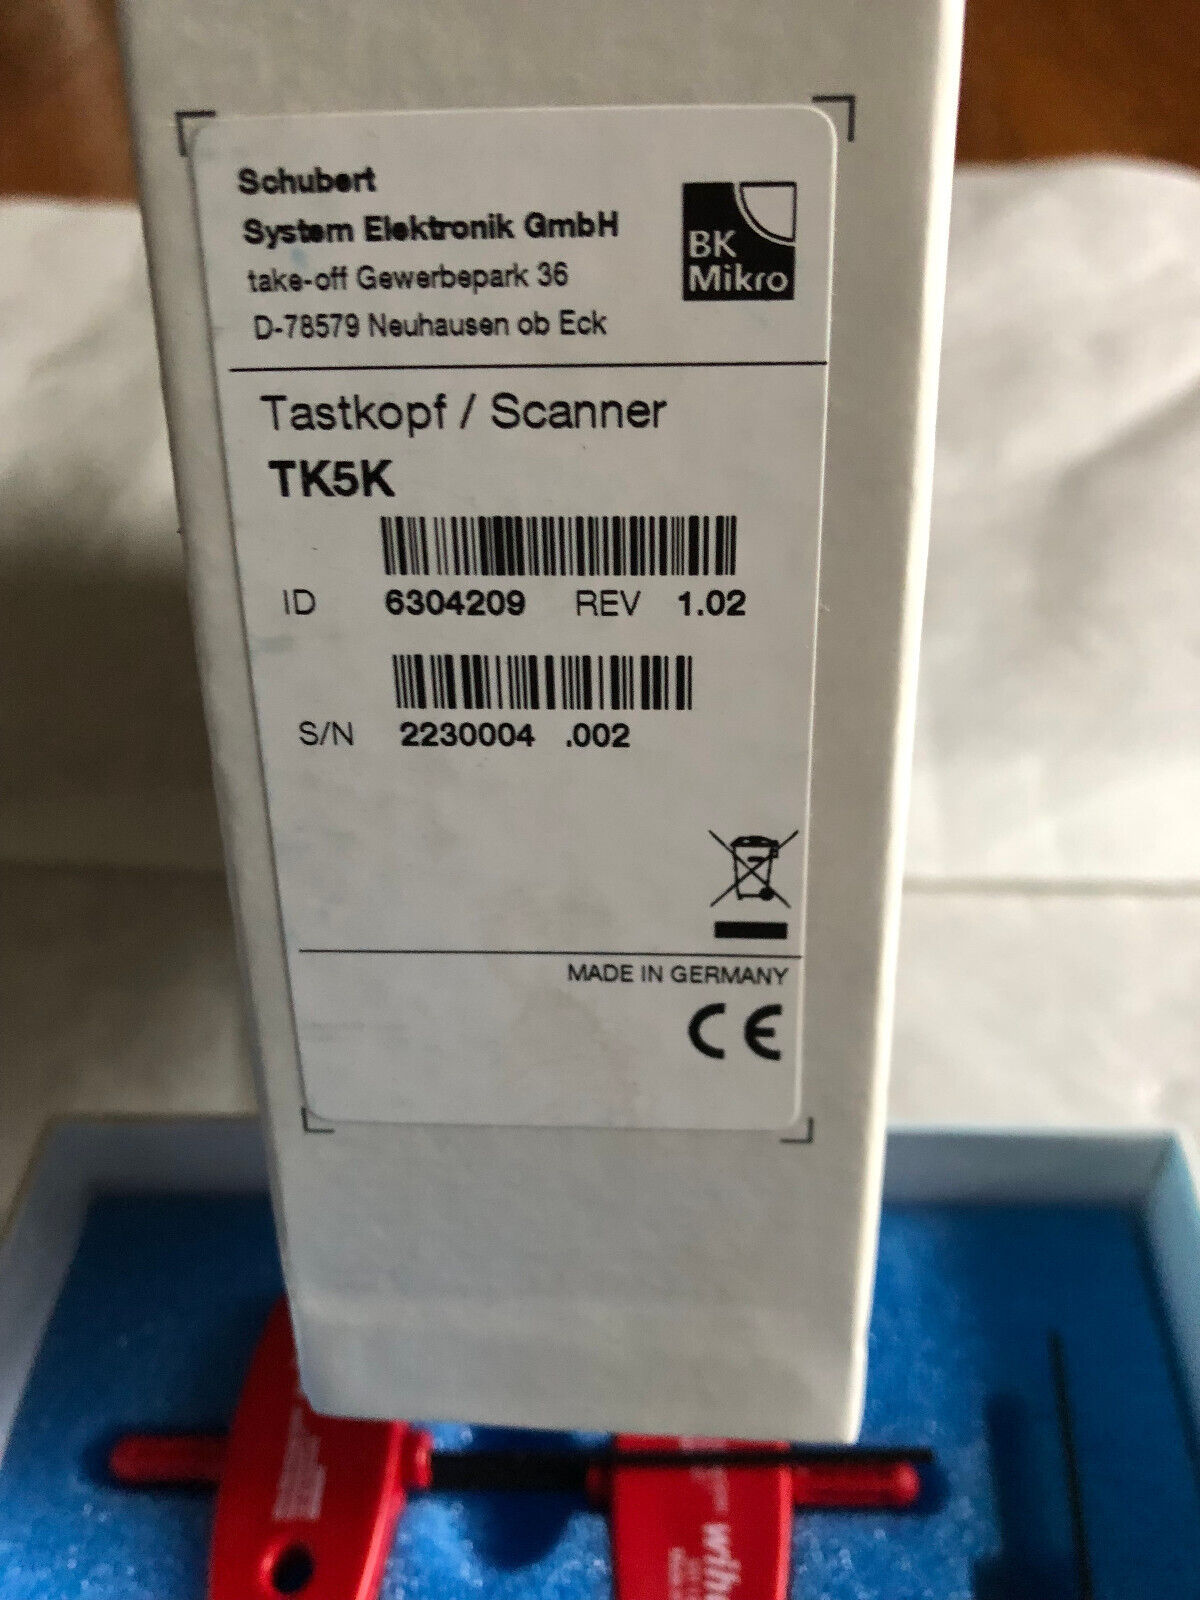 Schubert
System Elektronik GmbH
take-off Gewerbepark 36
D-78579 Neuhausen ob Eck
BK
Mikro
Tastkopf / Scanner
TK5K
ID 6304209 REV 1.02
S/N 2230004 .002
MADE IN GERMANY
CE